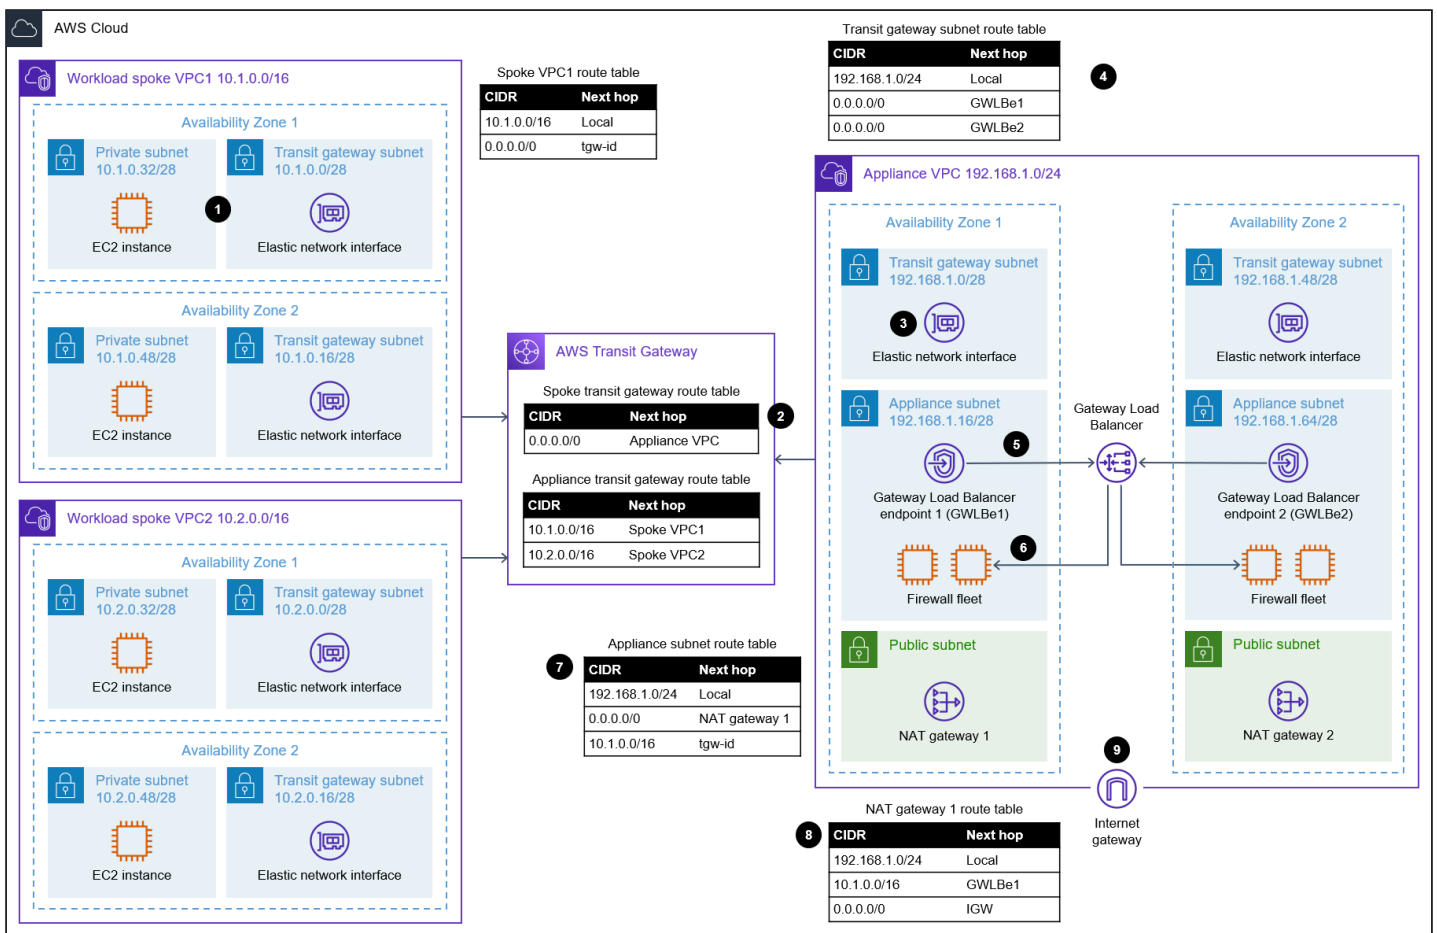 AWS Cloud
Workload spoke VPC1 10.1.0.0/16
Availability Zone 1
Private subnet
10.1.0.32/28
EC2 instance
1
Transit gateway subnet
10.1.0.0/28
Elastic network interface
Availability Zone 2
Private subnet
10.1.0.48/28
EC2 instance
Transit gateway subnet
10.1.0.16/28
Elastic network interface
Workload spoke VPC2 10.2.0.0/16
Availability Zone 1
Private subnet
10.2.0.32/28
EC2 instance
Transit gateway subnet
10.2.0.0/28
Elastic network interface
Availability Zone 2
Private subnet
10.2.0.48/28
EC2 instance
Transit gateway subnet
10.2.0.16/28
Elastic network interface
Spoke VPC1 route table
CIDR Next hop
10.1.0.0/16 Local
0.0.0.0/0 tgw-id
AWS Transit Gateway
Spoke transit gateway route table
2
CIDR Next hop
0.0.0.0/0 Appliance VPC
Appliance transit gateway route table
CIDR Next hop
10.1.0.0/16 Spoke VPC1
10.2.0.0/16 Spoke VPC2
Appliance subnet route table
7
CIDR Next hop
192.168.1.0/24 Local
0.0.0.0/0 NAT gateway 1
10.1.0.0/16 tgw-id
Transit gateway subnet route table
4
CIDR Next hop
192.168.1.0/24 Local
0.0.0.0/0 GWLBe1
0.0.0.0/0 GWLBe2
Appliance VPC 192.168.1.0/24
Availability Zone 1
Transit gateway subnet
192.168.1.0/28
3
Elastic network interface
Appliance subnet
192.168.1.16/28
5
Gateway Load Balancer
endpoint 1 (GWLBe1)
6
Firewall fleet
Public subnet
NAT gateway 1
Gateway Load
Balancer
Availability Zone 2
Transit gateway subnet
192.168.1.48/28
Elastic network interface
Appliance subnet
192.168.1.64/28
Gateway Load Balancer
endpoint 2 (GWLBe2)
Firewall fleet
Public subnet
NAT gateway 2
9
Internet
gateway
NAT gateway 1 route table
8
CIDR Next hop
192.168.1.0/24 Local
10.1.0.0/16 GWLBe1
0.0.0.0/0 IGW